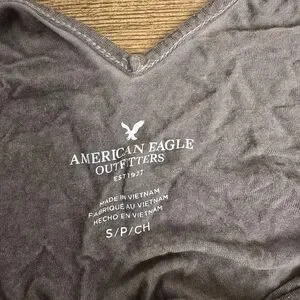 AMERICAN EAGLE
OUTFITTERS
EST 1977
MADE IN VIETNAM
FABRIQUÉ AU VIETNAM
HECHO EN VIETNAM
S/P/CH